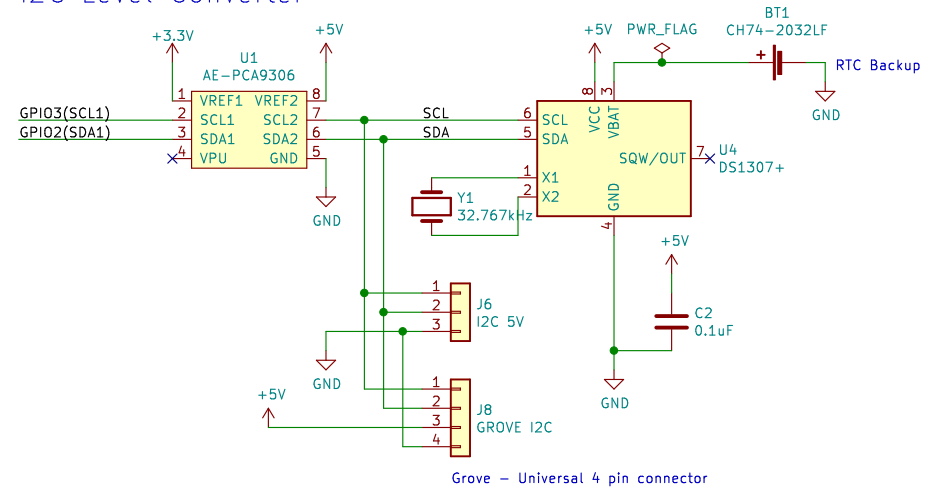 I2C Level Converter
+3.3V
+5V
U1
AE-PCA9306
1 VREF1 VREF2 8
GPIO3(SCL1) 2 SCL1 SCL2 7 SCL
GPIO2(SDA1) 3 SDA1 SDA2 6 SDA
4 VPU GND 5
GND
BT1
CH74-2032LF
+5V PWR_FLAG
+
RTC Backup
GND
8 3
VCC VBAT
6 SCL
5 SDA
SQW/OUT 7
U4
DS1307+
1 X1
2 X2
GND
4
Y1
32.767kHz
+5V
C2
0.1uF
GND
1
2
3
J6
I2C 5V
GND
+5V
1
2
3
4
J8
GROVE I2C
Grove - Universal 4 pin connector